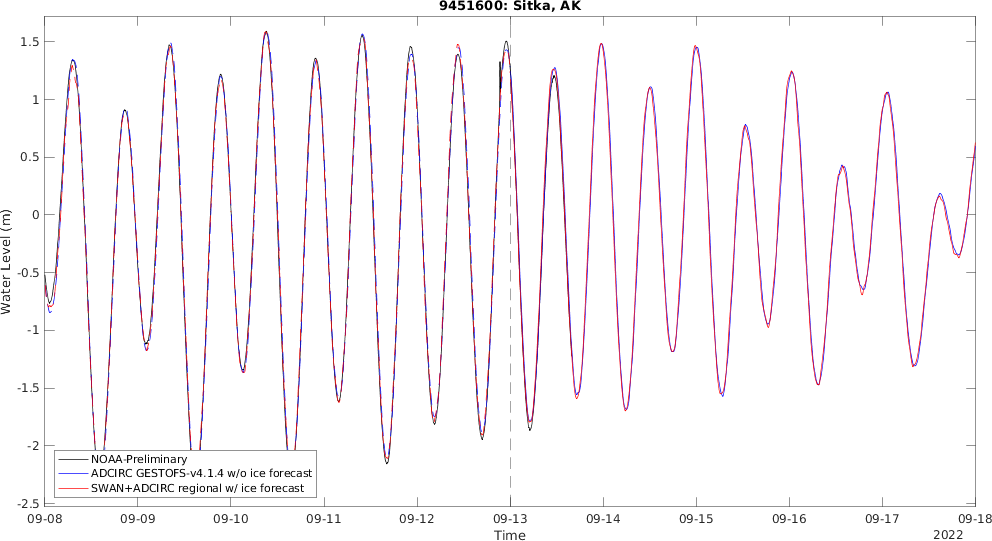 9451600: Sitka, AK
Water Level (m)
1.5
1
0.5
0
-0.5
-1
-1.5
-2
-2.5
NOAA-Preliminary
ADCIRC GESTOFS-v4.1.4 w/o ice forecast
SWAN+ADCIRC regional w/ ice forecast
09-08 09-09 09-10 09-11 09-12 09-13 09-14 09-15 09-16 09-17 09-18
Time
2022